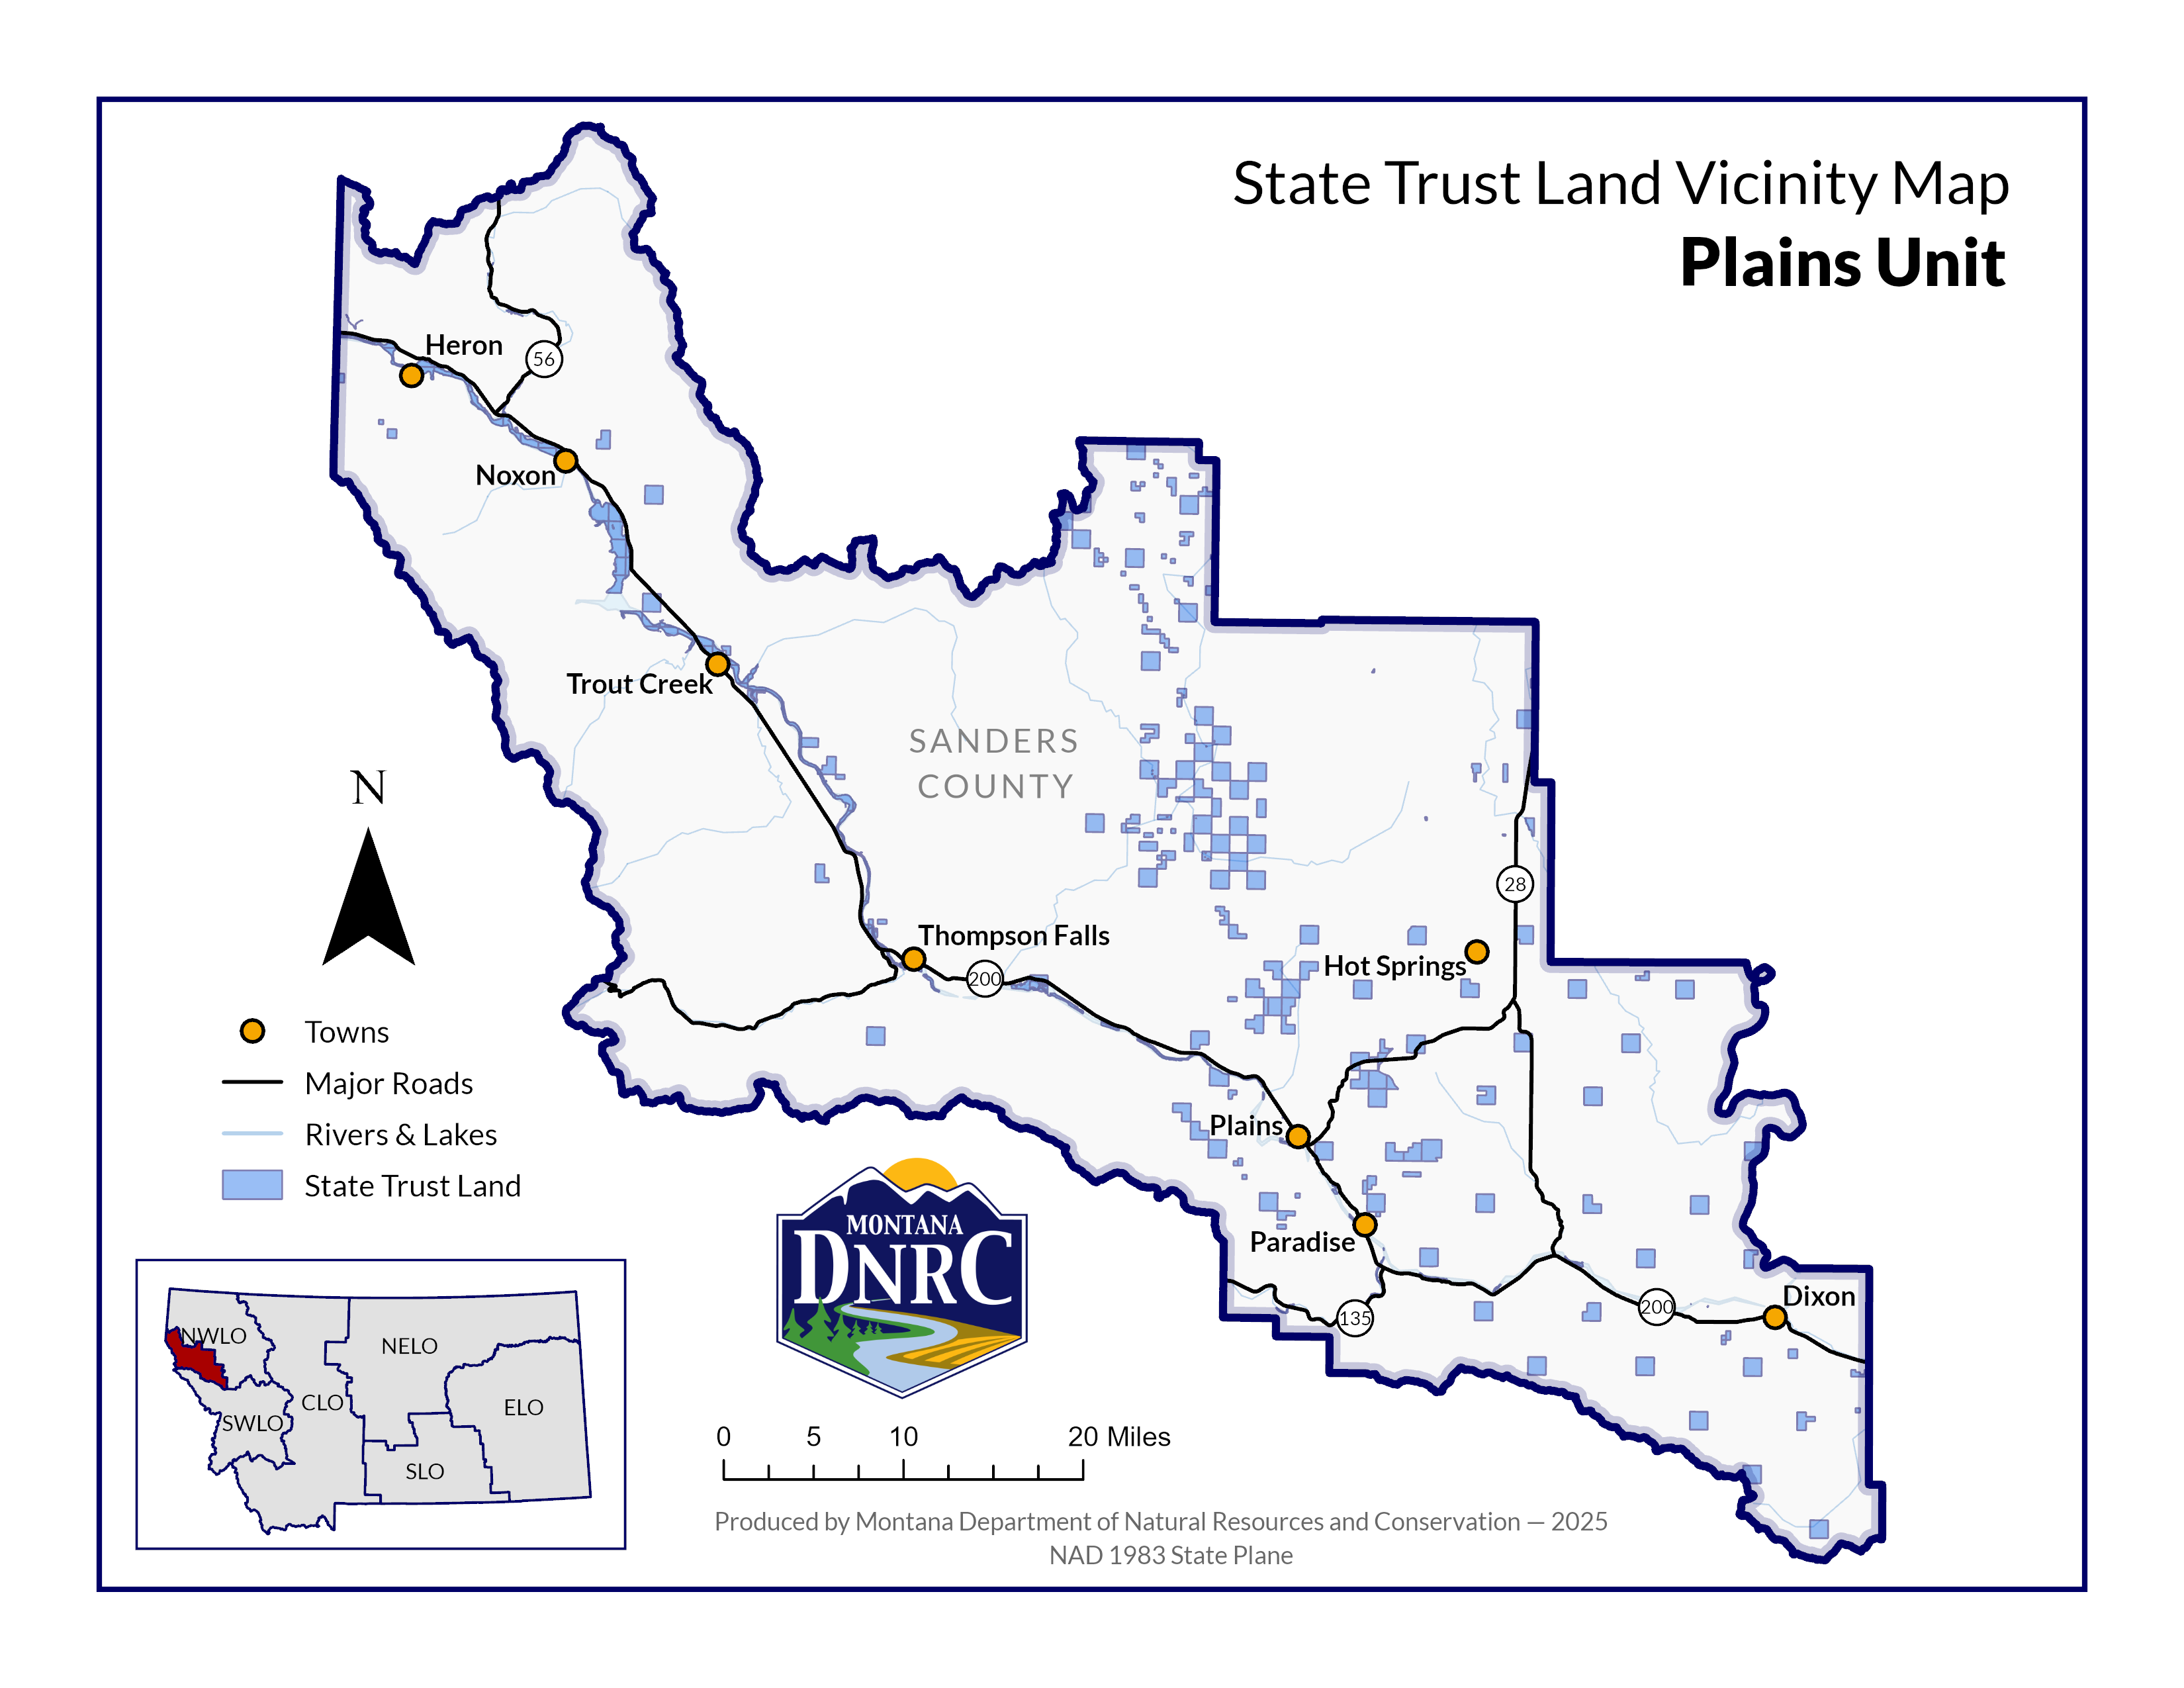 State Trust Land Vicinity Map
Plains Unit
Heron
56
Noxon
Trout Creek
SANDERS
COUNTY
N
28
Thompson Falls
200
Hot Springs
Towns
Major Roads
Rivers & Lakes
State Trust Land
Plains
Paradise
135
200
Dixon
MONTANA
DNRC
NWLO
NELO
CLO
ELO
SWLO
SLO
0 5 10 20 Miles
Produced by Montana Department of Natural Resources and Conservation — 2025
NAD 1983 State Plane